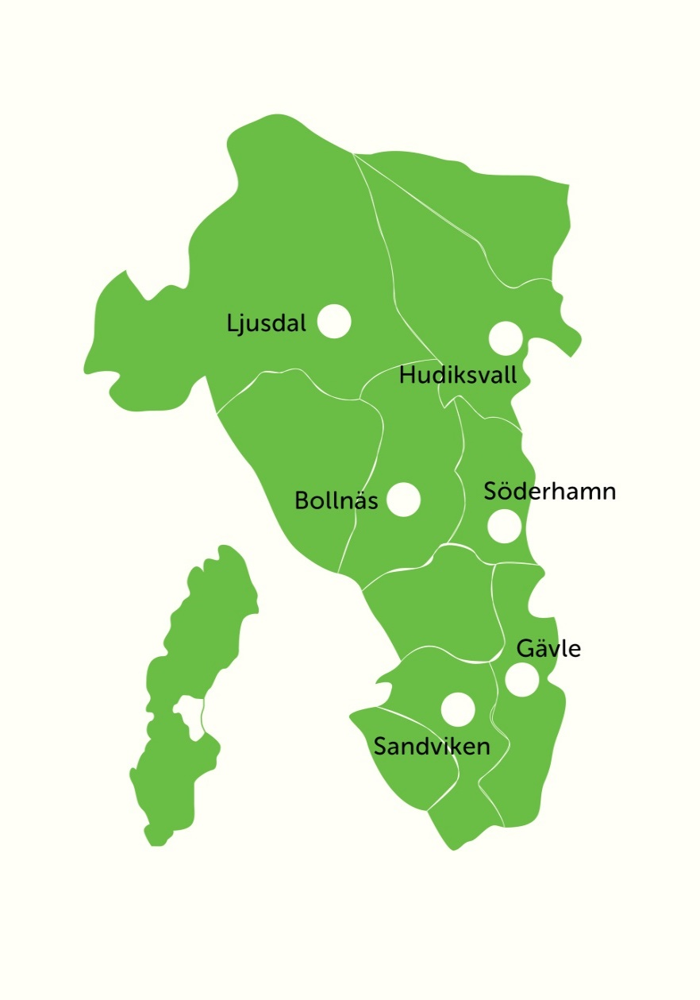 Ljusdal
Hudiksvall
Bollnäs
Söderhamn
Gävle
Sandviken